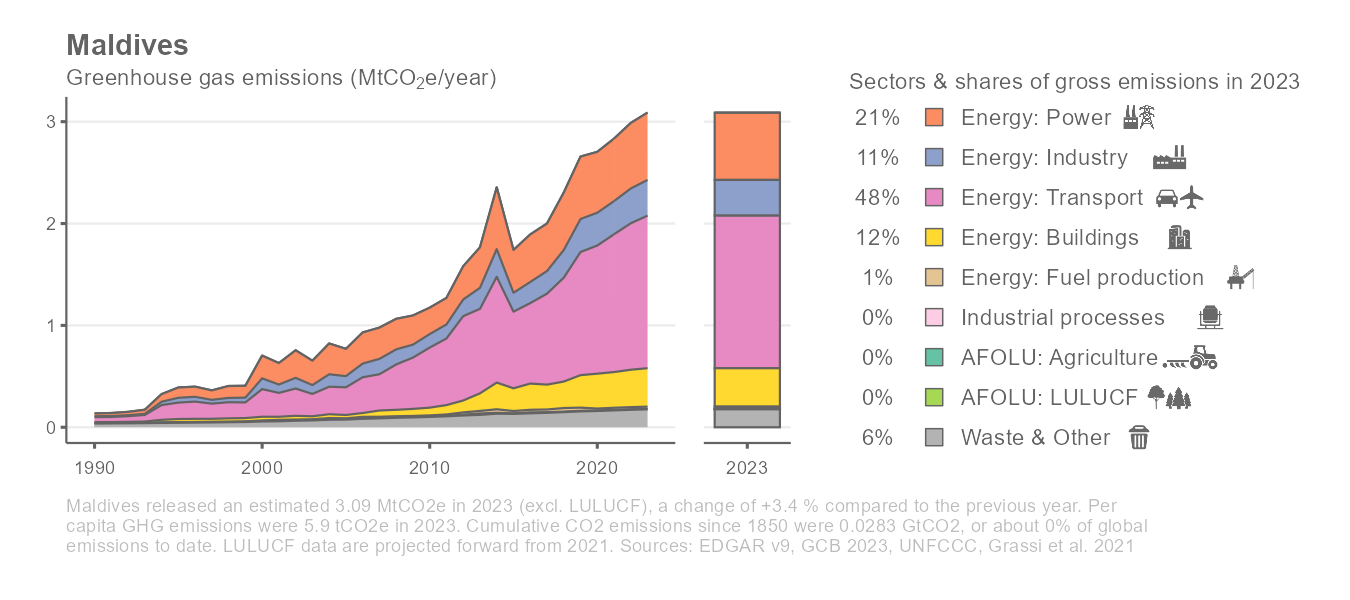 Maldives
Greenhouse gas emissions (MtCO₂e/year)
Sectors & shares of gross emissions in 2023
21% Energy: Power
11% Energy: Industry
48% Energy: Transport
12% Energy: Buildings
1% Energy: Fuel production
0% Industrial processes
0% AFOLU: Agriculture
0% AFOLU: LULUCF
6% Waste & Other
3
2
1
0
1990 2000 2010 2020 2023
Maldives released an estimated 3.09 MtCO2e in 2023 (excl. LULUCF), a change of +3.4 % compared to the previous year. Per
capita GHG emissions were 5.9 tCO2e in 2023. Cumulative CO2 emissions since 1850 were 0.0283 GtCO2, or about 0% of global
emissions to date. LULUCF data are projected forward from 2021. Sources: EDGAR v9, GCB 2023, UNFCCC, Grassi et al. 2021